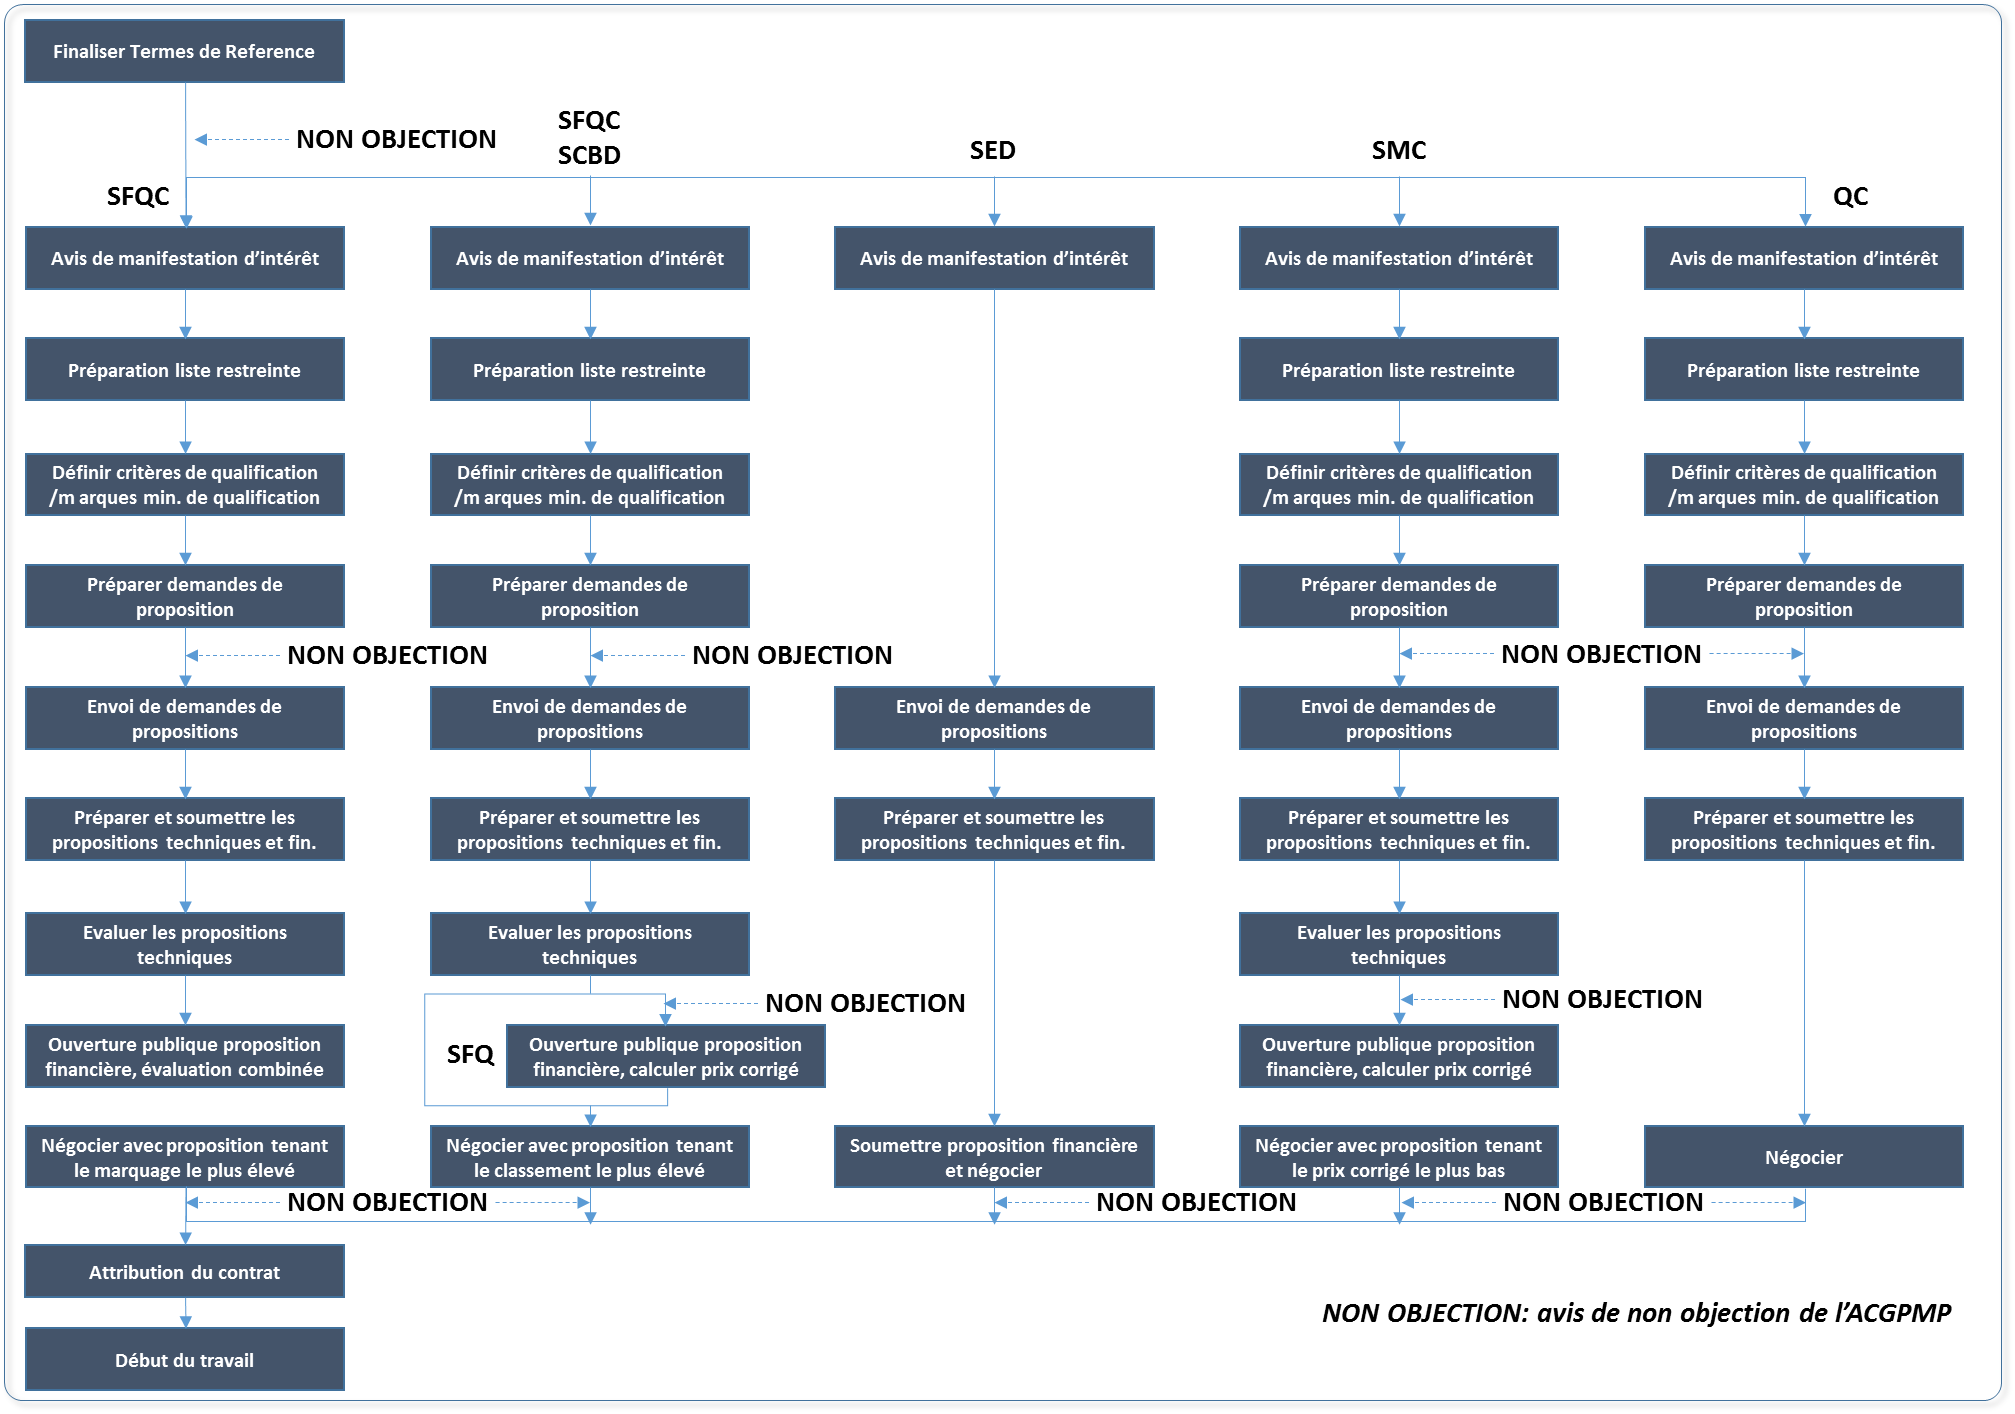 Finaliser Termes de Reference
NON OBJECTION
SFQC
SCBD
SED
SMC
SFQC
QC
Avis de manifestation d’intérêt
Avis de manifestation d’intérêt
Avis de manifestation d’intérêt
Avis de manifestation d’intérêt
Avis de manifestation d’intérêt
Préparation liste restreinte
Préparation liste restreinte
Préparation liste restreinte
Préparation liste restreinte
Définir critères de qualification
/m arques min. de qualification
Définir critères de qualification
/m arques min. de qualification
Définir critères de qualification
/m arques min. de qualification
Définir critères de qualification
/m arques min. de qualification
Préparer demandes de
proposition
Préparer demandes de
proposition
Préparer demandes de
proposition
Préparer demandes de
proposition
NON OBJECTION
NON OBJECTION
NON OBJECTION
Envoi de demandes de
propositions
Envoi de demandes de
propositions
Envoi de demandes de
propositions
Envoi de demandes de
propositions
Envoi de demandes de
propositions
Préparer et soumettre les
propositions techniques et fin.
Préparer et soumettre les
propositions techniques et fin.
Préparer et soumettre les
propositions techniques et fin.
Préparer et soumettre les
propositions techniques et fin.
Préparer et soumettre les
propositions techniques et fin.
Evaluer les propositions
techniques
Evaluer les propositions
techniques
Evaluer les propositions
techniques
NON OBJECTION
NON OBJECTION
Ouverture publique proposition
financière, évaluation combinée
SFQ
Ouverture publique proposition
financière, calculer prix corrigé
Ouverture publique proposition
financière, calculer prix corrigé
Négocier avec proposition tenant
le marquage le plus élevé
Négocier avec proposition tenant
le classement le plus élevé
Soumettre proposition financière
et négocier
Négocier avec proposition tenant
le prix corrigé le plus bas
Négocier
NON OBJECTION
NON OBJECTION
NON OBJECTION
Attribution du contrat
NON OBJECTION: avis de non objection de l’ACGPMP
Début du travail